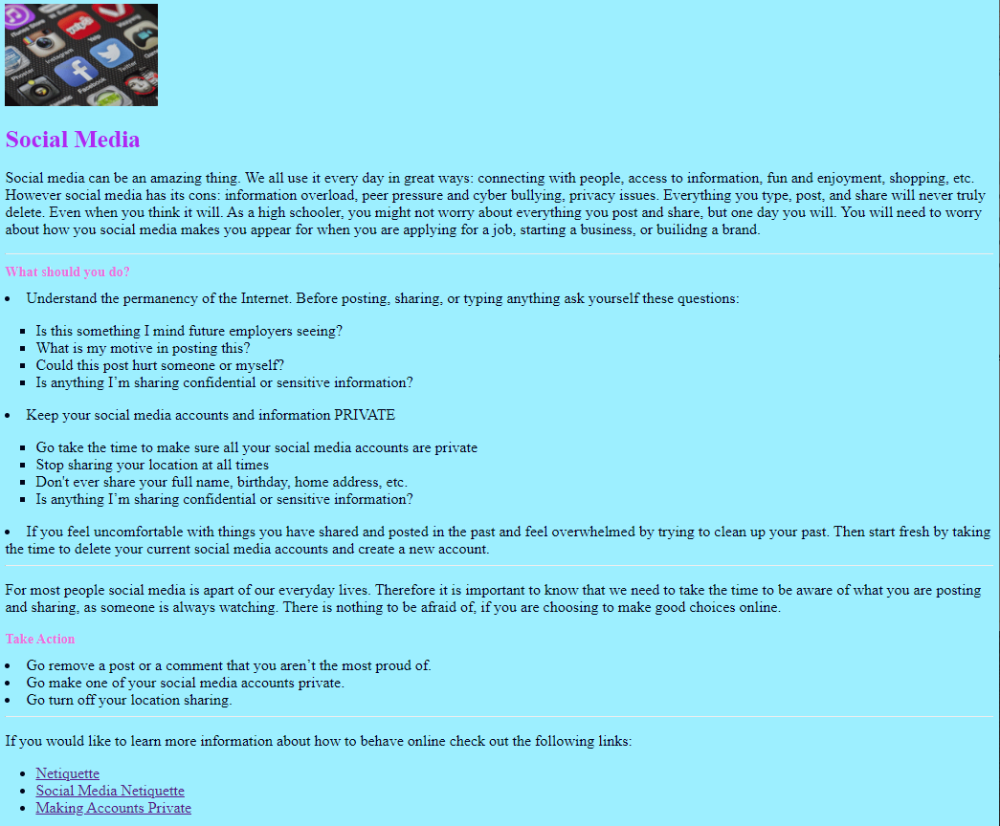 iTunes Store
Yelp
Instagram
Phoster
Facebook
Twitter
Social Media
Social media can be an amazing thing. We all use it every day in great ways: connecting with people, access to information, fun and enjoyment, shopping, etc.
However social media has its cons: information overload, peer pressure and cyber bullying, privacy issues. Everything you type, post, and share will never truly
delete. Even when you think it will. As a high schooler, you might not worry about everything you post and share, but one day you will. You will need to worry
about how you social media makes you appear for when you are applying for a job, starting a business, or builidng a brand.
What should you do?
• Understand the permanency of the Internet. Before posting, sharing, or typing anything ask yourself these questions:
▪ Is this something I mind future employers seeing?
▪ What is my motive in posting this?
▪ Could this post hurt someone or myself?
▪ Is anything I’m sharing confidential or sensitive information?
• Keep your social media accounts and information PRIVATE
▪ Go take the time to make sure all your social media accounts are private
▪ Stop sharing your location at all times
▪ Don't ever share your full name, birthday, home address, etc.
▪ Is anything I’m sharing confidential or sensitive information?
• If you feel uncomfortable with things you have shared and posted in the past and feel overwhelmed by trying to clean up your past. Then start fresh by taking
the time to delete your current social media accounts and create a new account.
For most people social media is apart of our everyday lives. Therefore it is important to know that we need to take the time to be aware of what you are posting
and sharing, as someone is always watching. There is nothing to be afraid of, if you are choosing to make good choices online.
Take Action
• Go remove a post or a comment that you aren’t the most proud of.
• Go make one of your social media accounts private.
• Go turn off your location sharing.
If you would like to learn more information about how to behave online check out the following links:
• Netiquette
• Social Media Netiquette
• Making Accounts Private